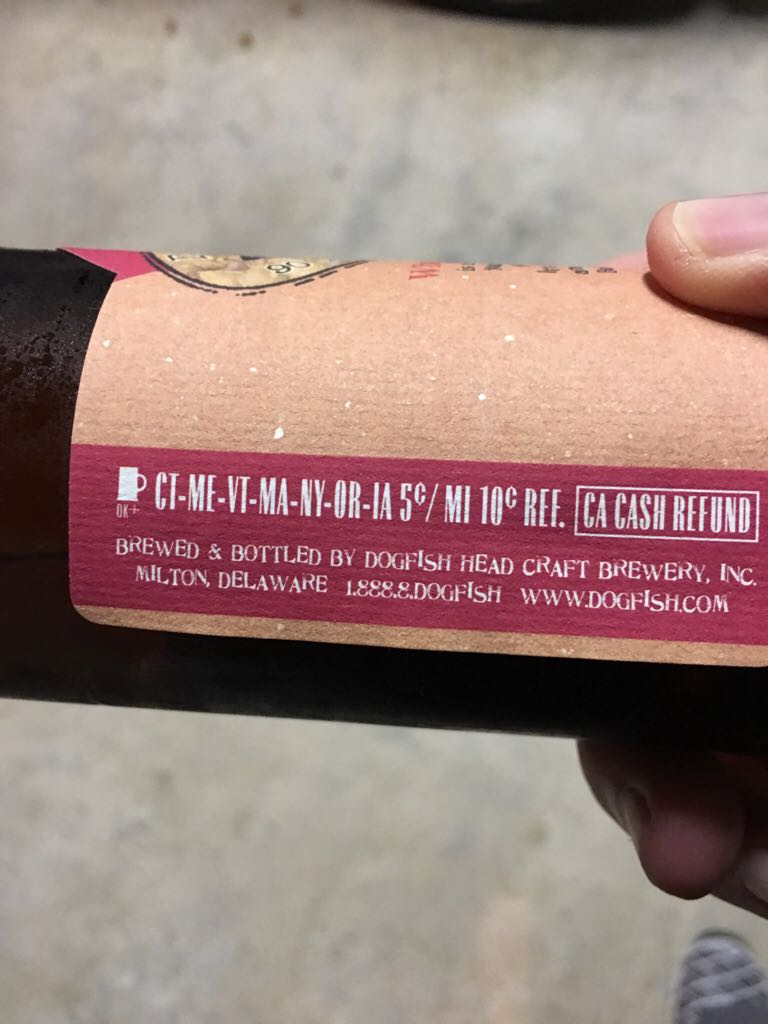 90
CT-ME-VT-MA-NY-OR-IA 5¢/ MI 10¢ REF. CA CASH REFUND
OK+
BREWED & BOTTLED BY DOGFISH HEAD CRAFT BREWERY, INC.
MILTON, DELAWARE 1.888.8.DOGFISH WWW.DOGFISH.COM